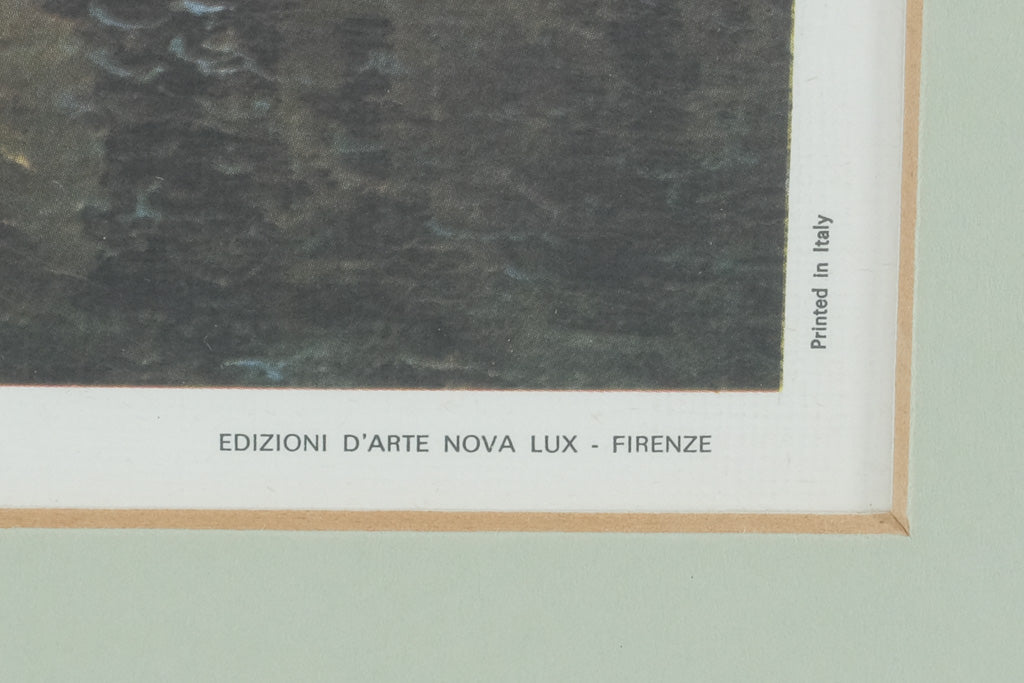 EDIZIONI D'ARTE NOVA LUX - FIRENZE
Printed in Italy